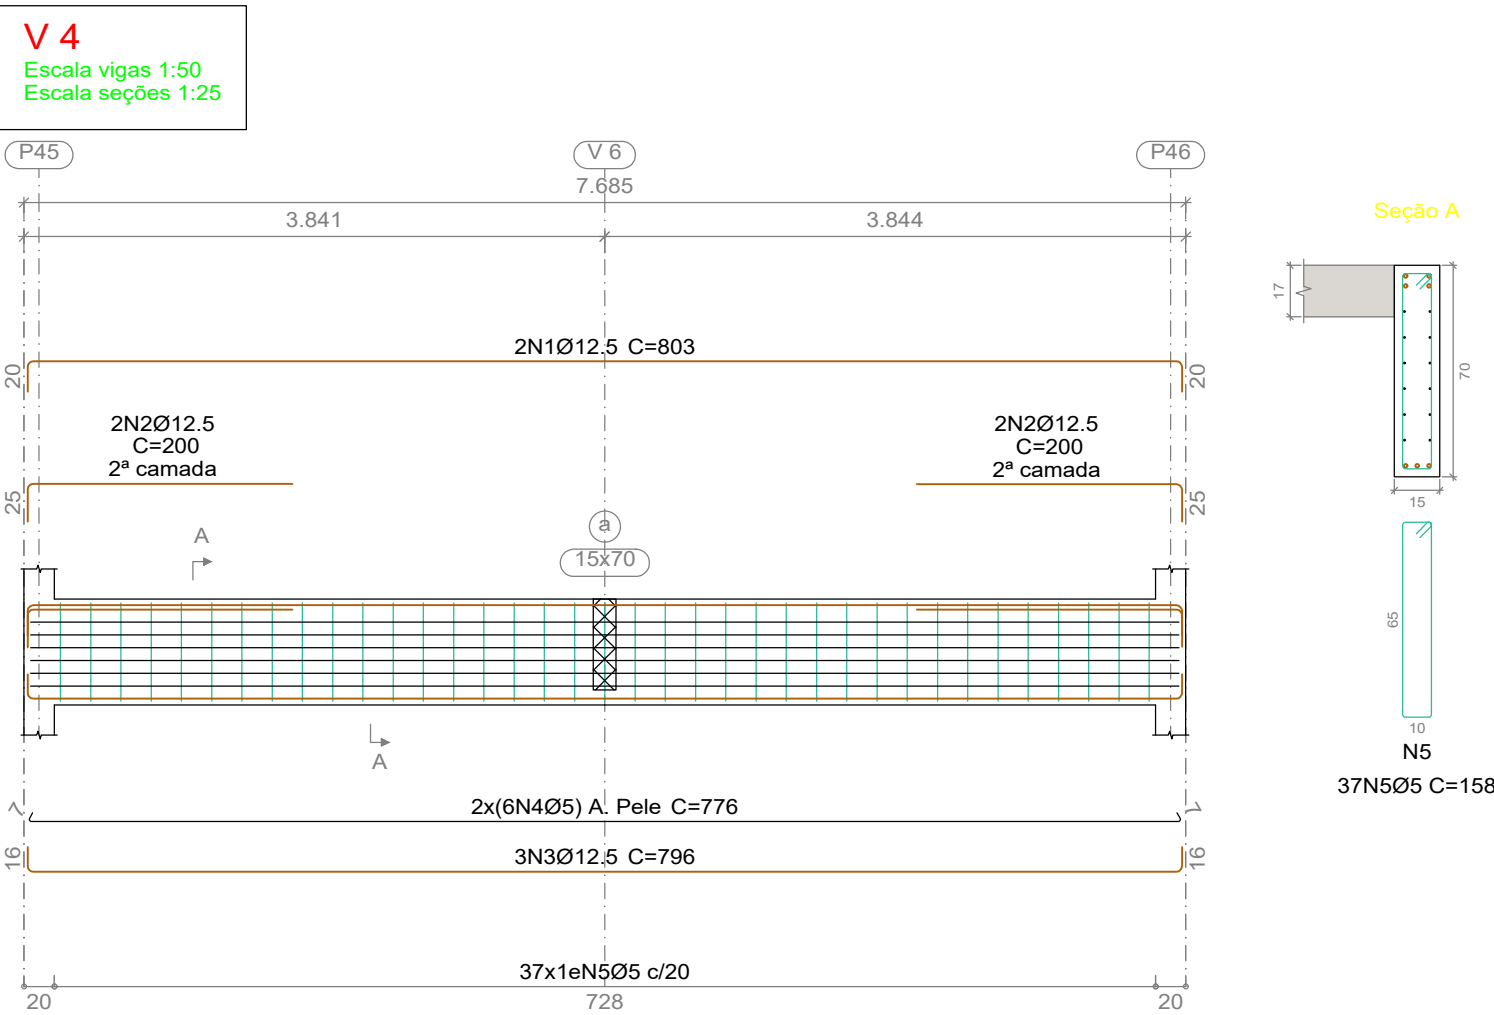 V 4
Escala vigas 1:50
Escala seções 1:25
P45
V 6
P46
7.685
3.841
3.844
Seção A
17
70
15
2N1Ø12.5 C=803
20
20
2N2Ø12.5
C=200
2ª camada
2N2Ø12.5
C=200
2ª camada
25
25
a
15x70
A
A
65
10
N5
37N5Ø5 C=158
2x(6N4Ø5) A. Pele C=776
7
7
3N3Ø12.5 C=796
16
16
37x1eN5Ø5 c/20
20
728
20